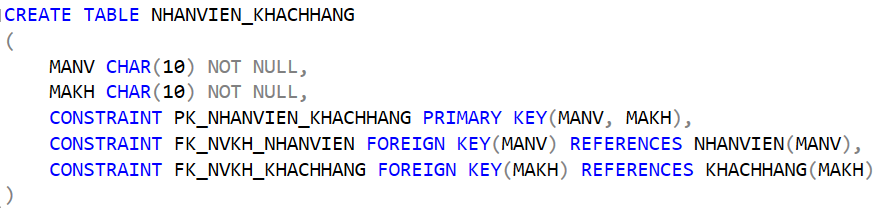 CREATE TABLE NHANVIEN_KHACHHANG
(
    MANV CHAR(10) NOT NULL,
    MAKH CHAR(10) NOT NULL,
    CONSTRAINT PK_NHANVIEN_KHACHHANG PRIMARY KEY(MANV, MAKH),
    CONSTRAINT FK_NVKH_NHANVIEN FOREIGN KEY(MANV) REFERENCES NHANVIEN(MANV),
    CONSTRAINT FK_NVKH_KHACHHANG FOREIGN KEY(MAKH) REFERENCES KHACHHANG(MAKH)
)